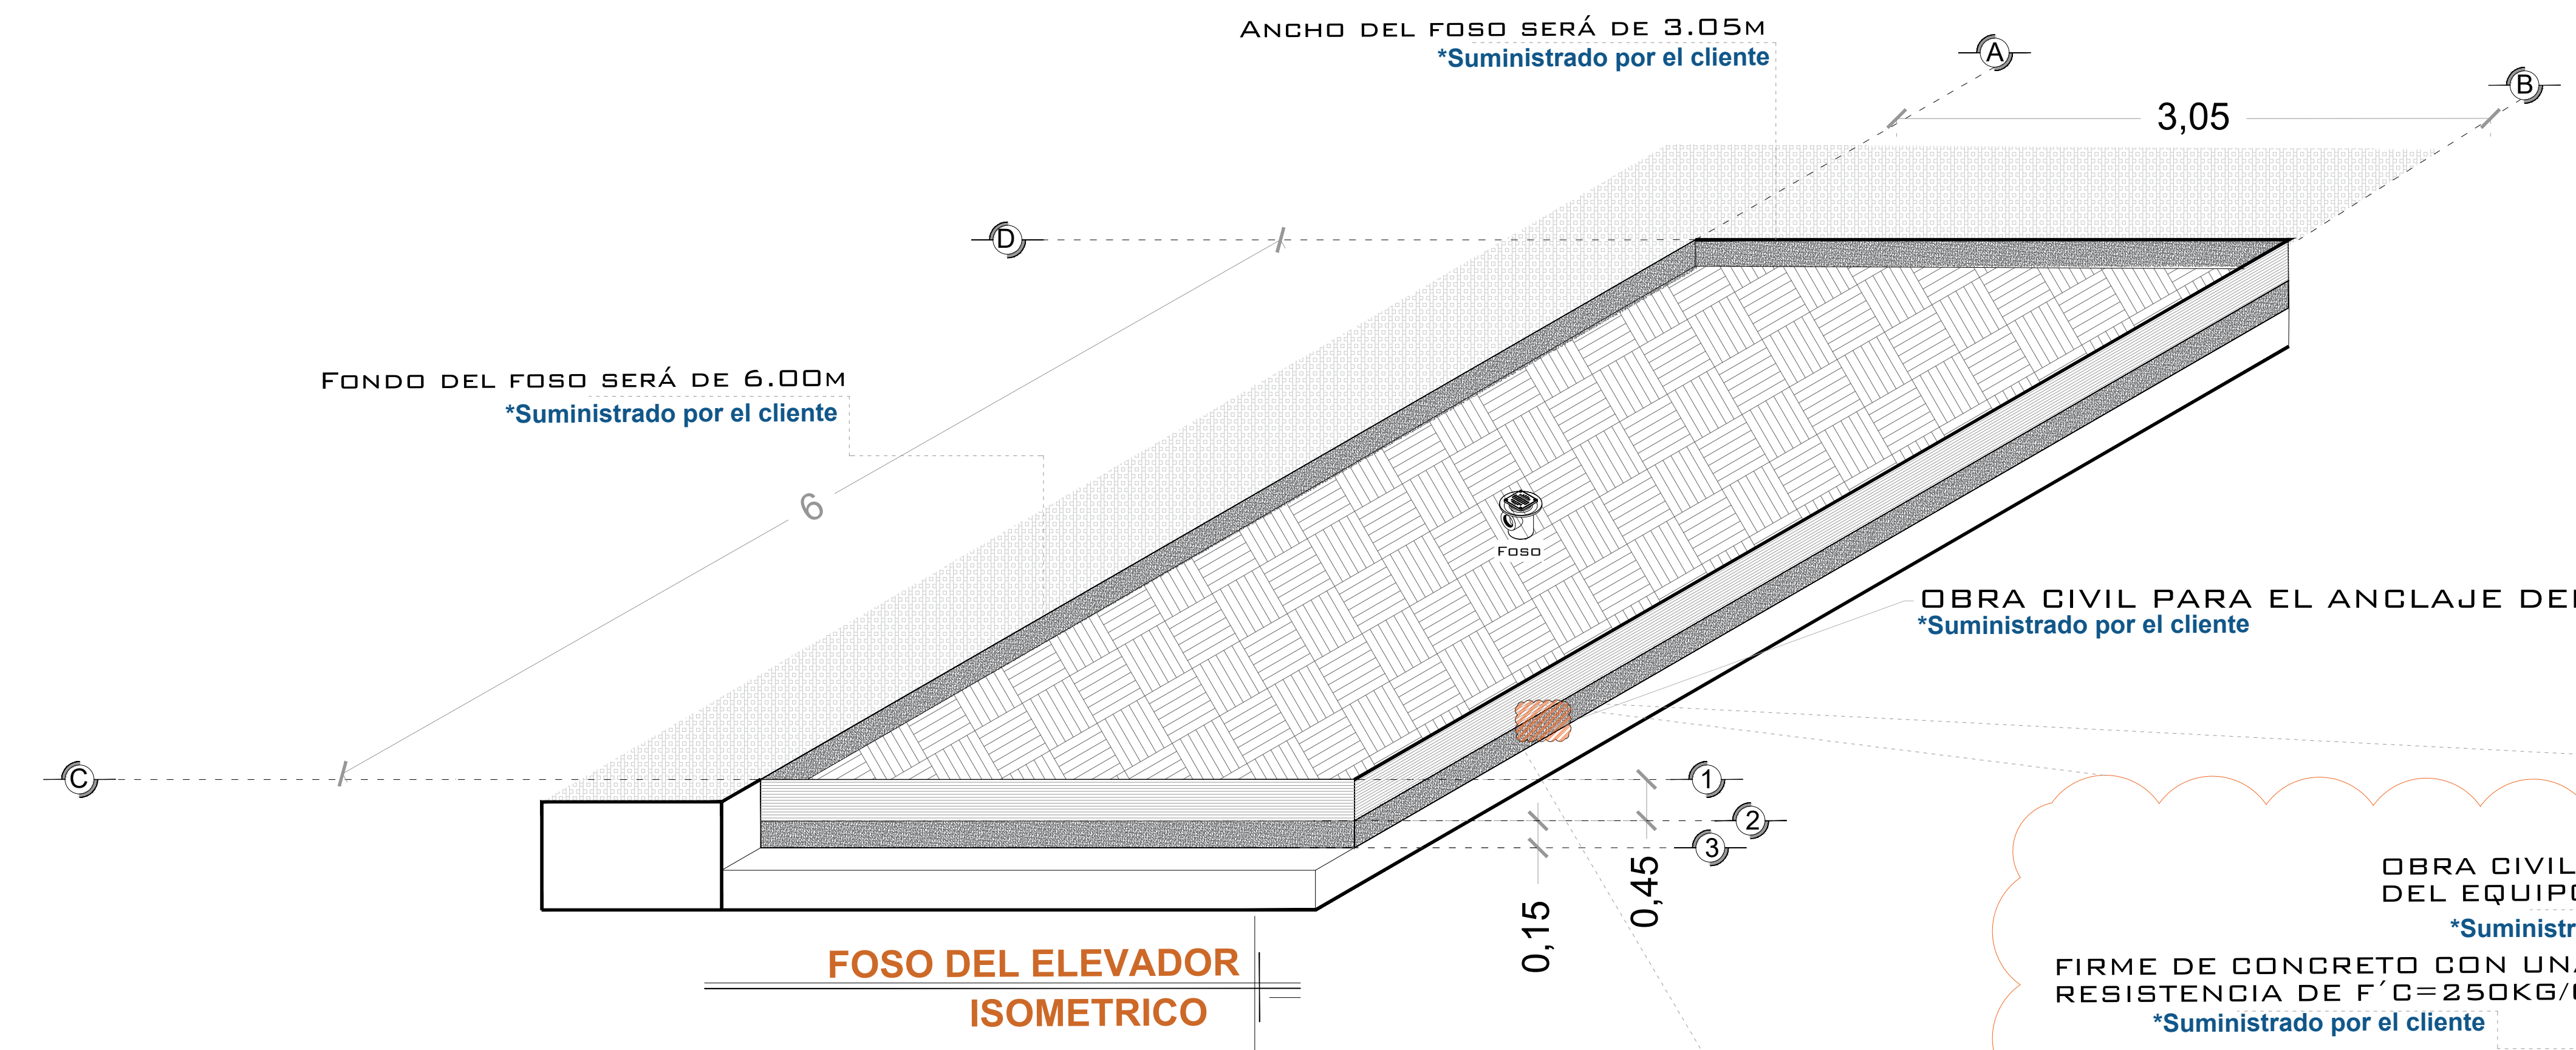 ANCHO DEL FOSO SERÁ DE 3.05M
*Suministrado por el cliente
A
B
3,05
D
FONDO DEL FOSO SERÁ DE 6.00M
*Suministrado por el cliente
6
FOSO
OBRA CIVIL PARA EL ANCLAJE
*Suministrado por el cliente
C
1
2
3
0,45
0,15
OBRA CIVIL
DEL
FIRME DE CONCRETO CON
RESISTENCIA DE F´C=250KG/
*Suministrado por el cliente
FOSO DEL ELEVADOR
ISOMETRICO